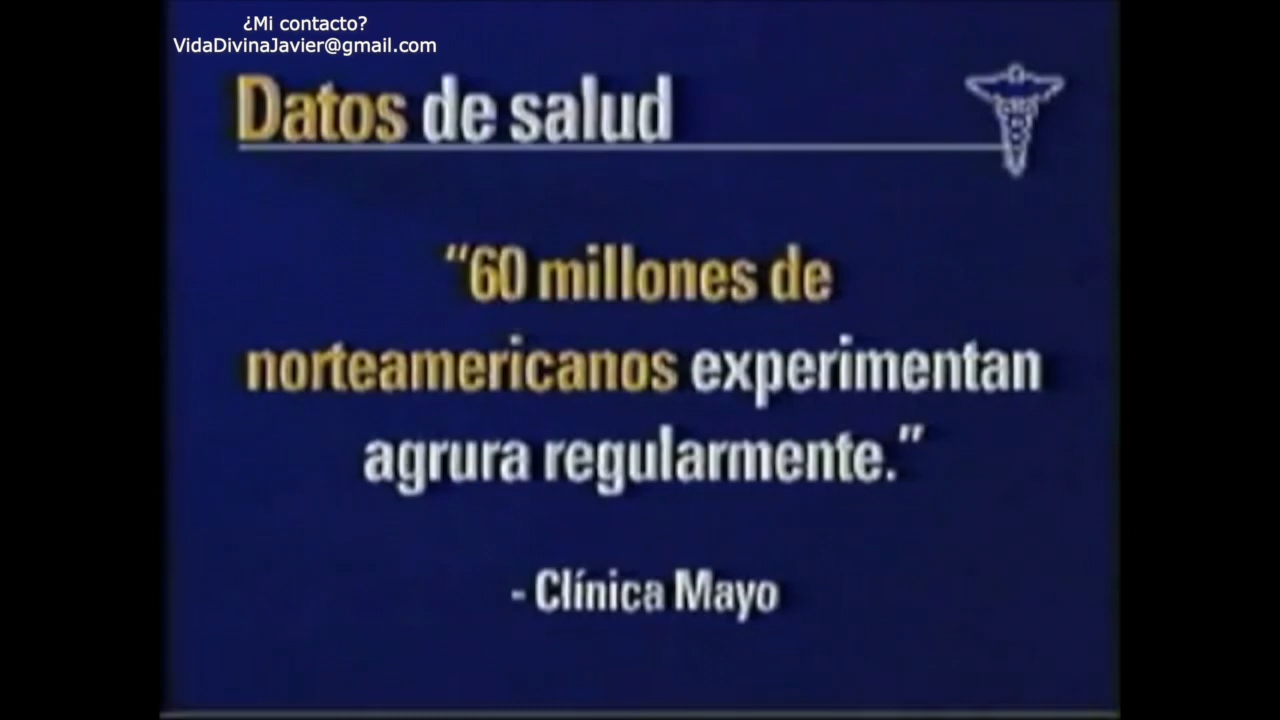 ¿Mi contacto?
VidaDivinaJavier@gmail.com
Datos de salud
“60 millones de
norteamericanos experimentan
agrura regularmente.”
- Clínica Mayo